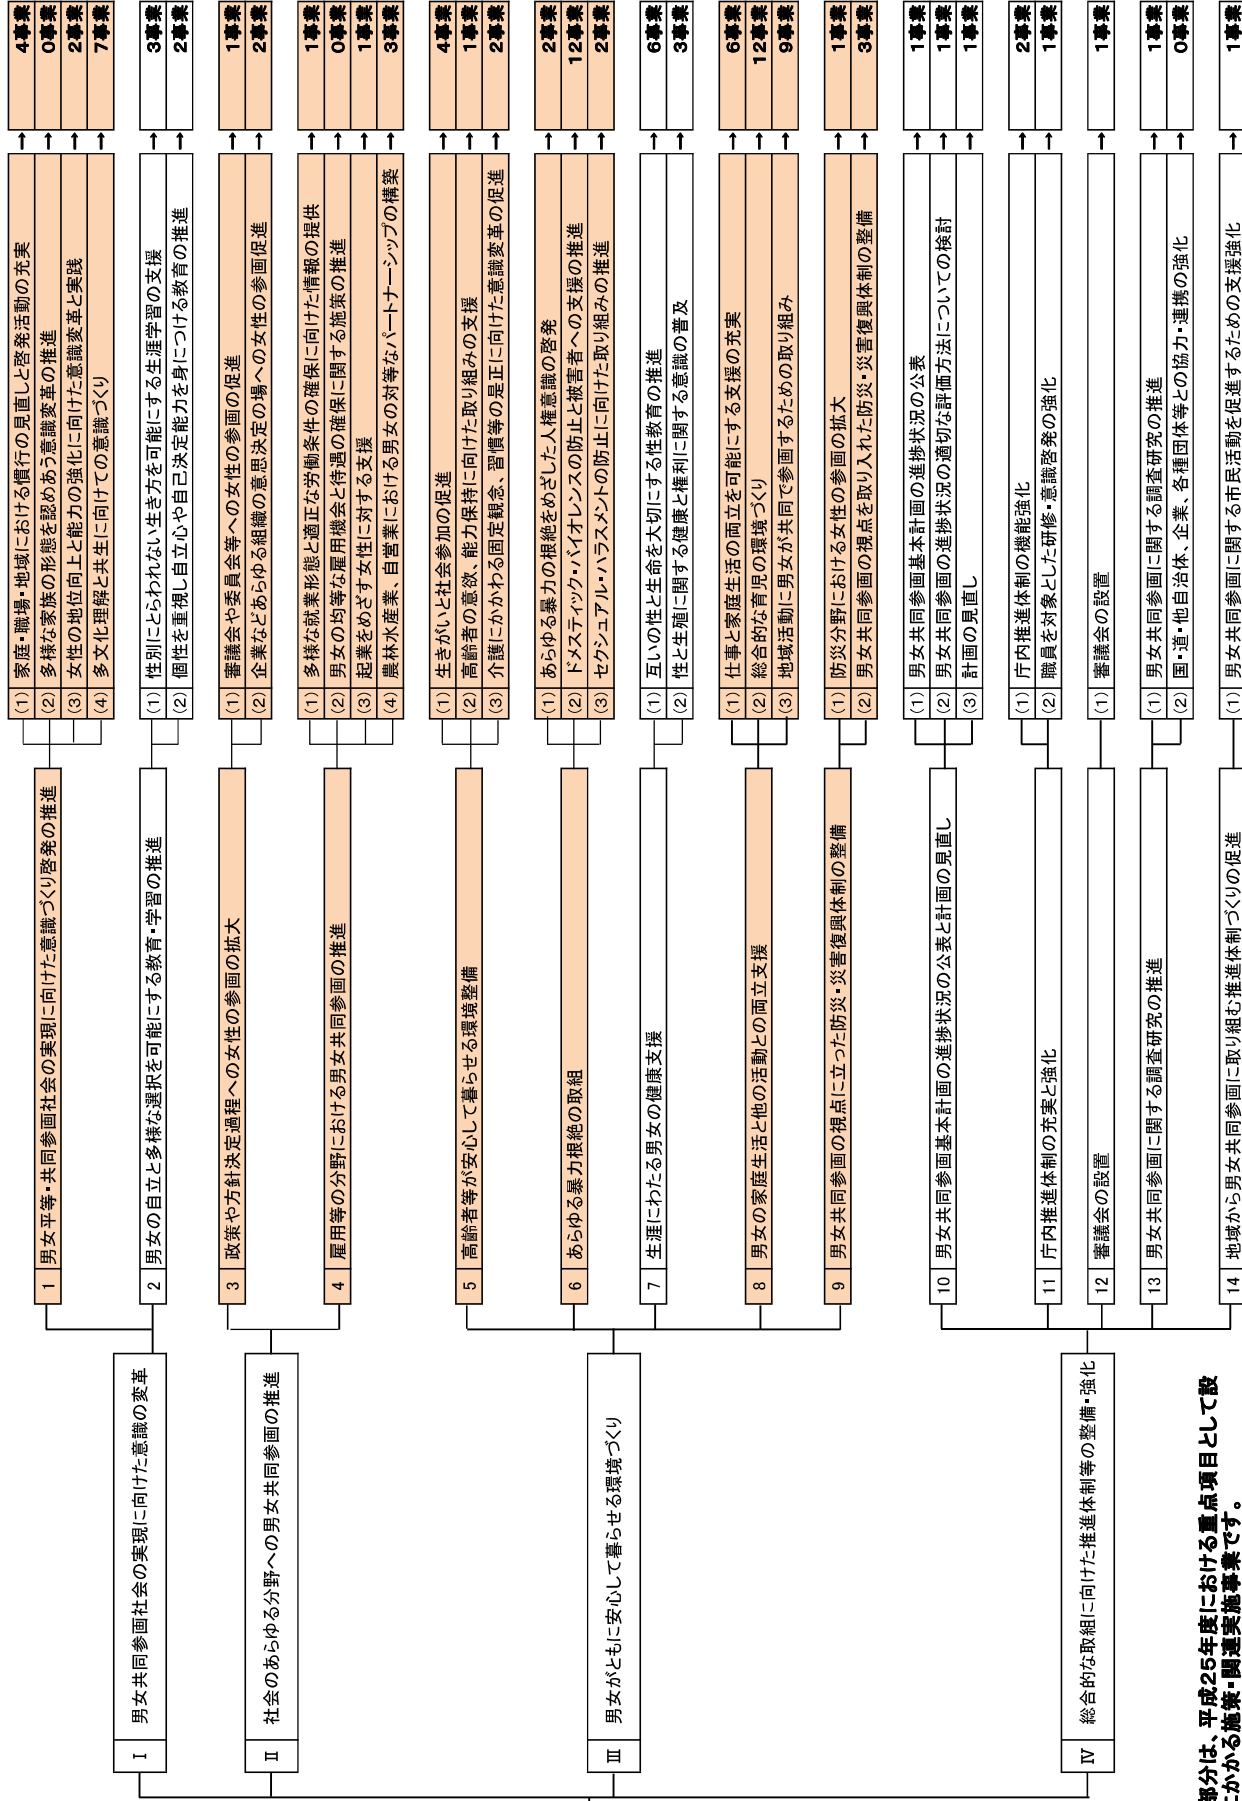 Ⅰ 男女共同参画社会の実現に向けた意識の変革
1 男女平等・共同参画社会の実現に向けた意識づくり啓発の推進
(1) 家庭・職場・地域における慣行の見直しと啓発活動の充実 → 4事業
(2) 多様な家族の形態を認めあう意識変革の推進 → 0事業
(3) 女性の地位向上と能力の強化に向けた意識変革と実践 → 2事業
(4) 多文化理解と共生に向けての意識づくり → 7事業
2 男女の自立と多様な選択を可能にする教育・学習の推進
(1) 性別にとらわれない生き方を可能にする生涯学習の支援 → 3事業
(2) 個性を重視し自立心や自己決定能力を身につける教育の推進 → 2事業
Ⅱ 社会のあらゆる分野への男女共同参画の推進
3 政策や方針決定過程への女性の参画の拡大
(1) 審議会や委員会等への女性の参画の促進 → 1事業
(2) 企業などあらゆる組織の意思決定の場への女性の参画促進 → 2事業
4 雇用等の分野における男女共同参画の推進
(1) 多様な就業形態と適正な労働条件の確保に向けた情報の提供 → 1事業
(2) 男女の均等な雇用機会と待遇の確保に関する施策の推進 → 0事業
(3) 起業をめざす女性に対する支援 → 1事業
(4) 農林水産業、自営業における男女の対等なパートナーシップの構築 → 3事業
Ⅲ 男女がともに安心して暮らせる環境づくり
5 高齢者等が安心して暮らせる環境整備
(1) 生きがいと社会参加の促進 → 4事業
(2) 高齢者の意欲、能力保持に向けた取り組みの支援 → 1事業
(3) 介護にかかわる固定観念、習慣等の是正に向けた意識変革の促進 → 2事業
6 あらゆる暴力根絶の取組
(1) あらゆる暴力の根絶をめざした人権意識の啓発 → 2事業
(2) ドメスティック・バイオレンスの防止と被害者への支援の推進 → 12事業
(3) セクシュアル・ハラスメントの防止に向けた取り組みの推進 → 2事業
7 生涯にわたる男女の健康支援
(1) 互いの性と生命を大切にする性教育の推進 → 6事業
(2) 性と生殖に関する健康と権利に関する意識の普及 → 3事業
8 男女の家庭生活と他の活動との両立支援
(1) 仕事と家庭生活の両立を可能にする支援の充実 → 6事業
(2) 総合的な育児の環境づくり → 12事業
(3) 地域活動に男女が共同で参画するための取り組み → 9事業
9 男女共同参画の視点に立った防災・災害復興体制の整備
(1) 防災分野における女性の参画の拡大 → 1事業
(2) 男女共同参画の視点を取り入れた防災・災害復興体制の整備 → 3事業
Ⅳ 総合的な取組に向けた推進体制等の整備・強化
10 男女共同参画基本計画の進捗状況の公表と計画の見直し
(1) 男女共同参画基本計画の進捗状況の公表 → 1事業
(2) 男女共同参画の進捗状況の適切な評価方法についての検討 → 1事業
(3) 計画の見直し → 1事業
11 庁内推進体制の充実と強化
(1) 庁内推進体制の機能強化 → 2事業
(2) 職員を対象とした研修・意識啓発の強化 → 1事業
12 審議会の設置
(1) 審議会の設置 → 1事業
13 男女共同参画に関する調査研究の推進
(1) 男女共同参画に関する調査研究の推進 → 1事業
(2) 国・道・他自治体、企業、各種団体等との協力・連携の強化 → 0事業
14 地域から男女共同参画に取り組む推進体制づくりの促進
(1) 男女共同参画に関する市民活動を促進するための支援強化 → 1事業
部分は、平成25年度における重点項目として設
にかかる施策・関連実施事業です。